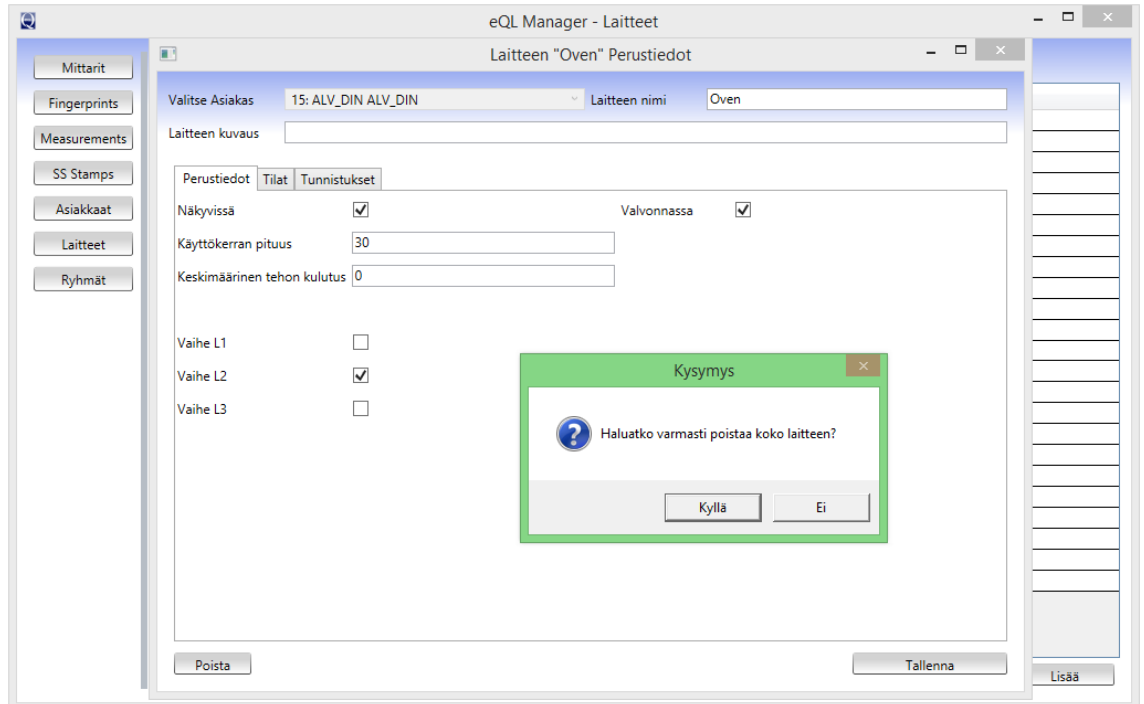 eQL Manager - Laitteet
Laitteen "Oven" Perustiedot
Mittarit
Fingerprints
Measurements
SS Stamps
Asiakkaat
Laitteet
Ryhmät
Valitse Asiakas 15: ALV_DIN ALV_DIN Laitteen nimi Oven
Laitteen kuvaus
Perustiedot Tilat Tunnistukset
Näkyvissä Valvonnassa
Käyttökerran pituus 30
Keskimäärinen tehon kulutus 0
Vaihe L1
Vaihe L2
Vaihe L3
Kysymys
Haluatko varmasti poistaa koko laitteen?
Kyllä Ei
Poista Tallenna
Lisää